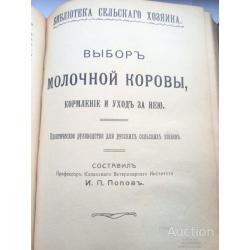 БИБЛІОТЕКА СЕЛЬСКАГО ХОЗЯИНА.
ВЫБОРЪ
МОЛОЧНОЙ КОРОВЫ,
КОРМЛЕНІЕ И УХОДЪ ЗА НЕЮ.
Практическое руководство для русскихъ сельскихъ хозяевъ.
СОСТАВИЛЪ
Профессоръ Казанскаго Ветеринарнаго Института
И. П. Поповъ.
Auction